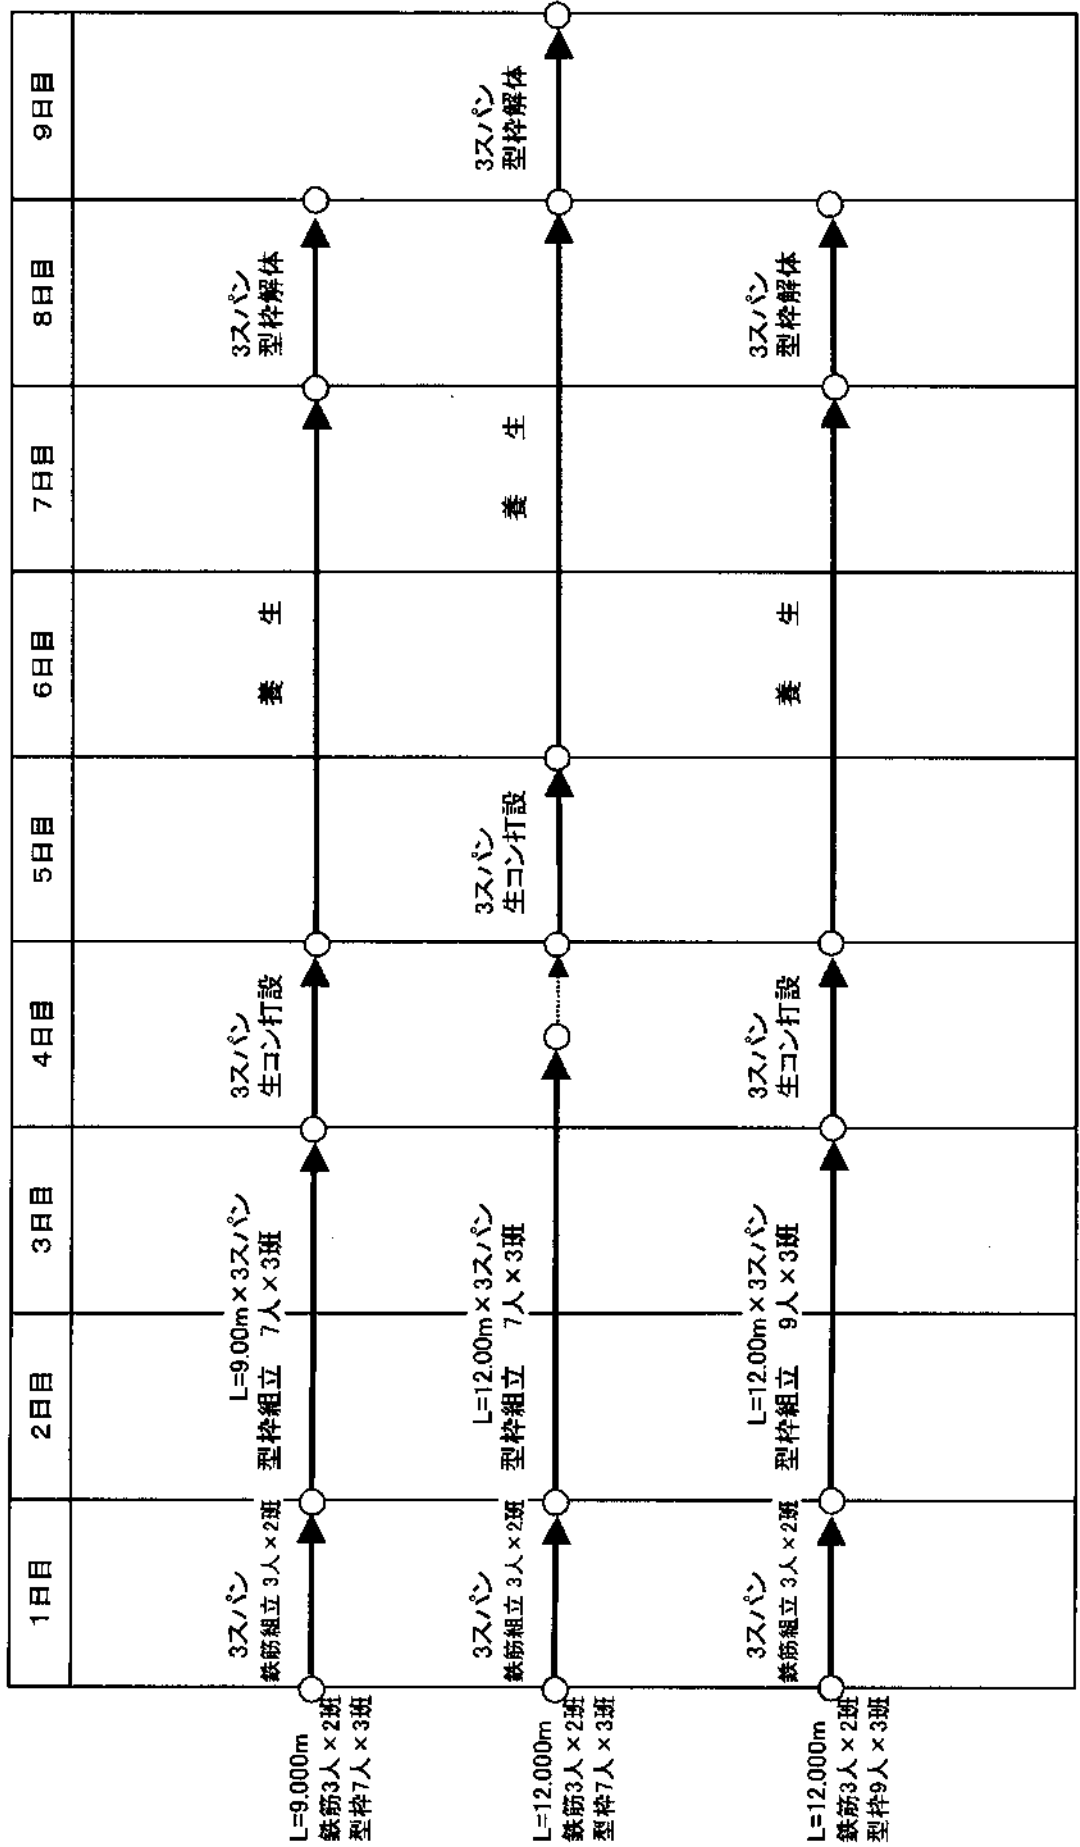 1日目
2日目
3日目
4日目
5日目
6日目
7日目
8日目
9日目
L=9.000m
鉄筋3人×2班
型枠7人×3班
3スパン
鉄筋組立 3人×2班
L=9.00m×3スパン
型枠組立 7人×3班
3スパン
生コン打設
養 生
3スパン
型枠解体
L=12.000m
鉄筋3人×2班
型枠7人×3班
3スパン
鉄筋組立 3人×2班
L=12.00m×3スパン
型枠組立 7人×3班
3スパン
生コン打設
養 生
3スパン
型枠解体
L=12.000m
鉄筋3人×2班
型枠9人×3班
3スパン
鉄筋組立 3人×2班
L=12.00m×3スパン
型枠組立 9人×3班
3スパン
生コン打設
養 生
3スパン
型枠解体